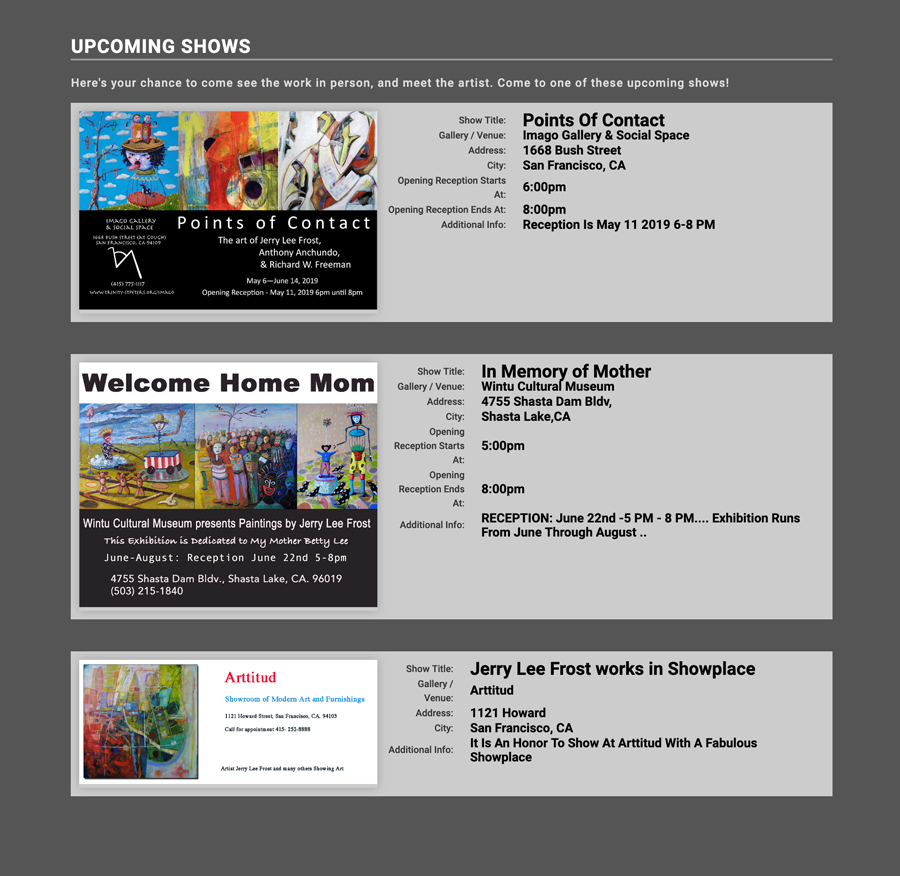 UPCOMING SHOWS
Here's your chance to come see the work in person, and meet the artist. Come to one of these upcoming shows!
IMAGO GALLERY
& SOCIAL SPACE
1668 BUSH STREET (AT GOUGH)
SAN FRANCISCO, CA 94109
(415) 775-1117
WWW.TRINITY-STPETERS.ORG/IMAGO
Points of Contact
The art of Jerry Lee Frost,
Anthony Anchundo,
& Richard W. Freeman
May 6—June 14, 2019
Opening Reception - May 11, 2019 6pm until 8pm
Show Title: Points Of Contact
Gallery / Venue: Imago Gallery & Social Space
Address: 1668 Bush Street
City: San Francisco, CA
Opening Reception Starts
At: 6:00pm
Opening Reception Ends At: 8:00pm
Additional Info: Reception Is May 11 2019 6-8 PM
Welcome Home Mom
Wintu Cultural Museum presents Paintings by Jerry Lee Frost
This Exhibition is Dedicated to My Mother Betty Lee
June-August: Reception June 22nd 5-8pm
4755 Shasta Dam Bldv., Shasta Lake, CA. 96019
(503) 215-1840
Show Title: In Memory of Mother
Gallery / Venue: Wintu Cultural Museum
Address: 4755 Shasta Dam Bldv,
City: Shasta Lake,CA
Opening
Reception Starts 5:00pm
At:
Opening
Reception Ends 8:00pm
At:
Additional Info: RECEPTION: June 22nd -5 PM - 8 PM.... Exhibition Runs
From June Through August ..
Arttitud
Showroom of Modern Art and Furnishings
1121 Howard Street, San Francisco, CA. 94103
Call for appointment 415- 252-8888
Artist Jerry Lee Frost and many others Showing Art
Show Title: Jerry Lee Frost works in Showplace
Gallery /
Venue: Arttitud
Address: 1121 Howard
City: San Francisco, CA
Additional Info: It Is An Honor To Show At Arttitud With A Fabulous
Showplace